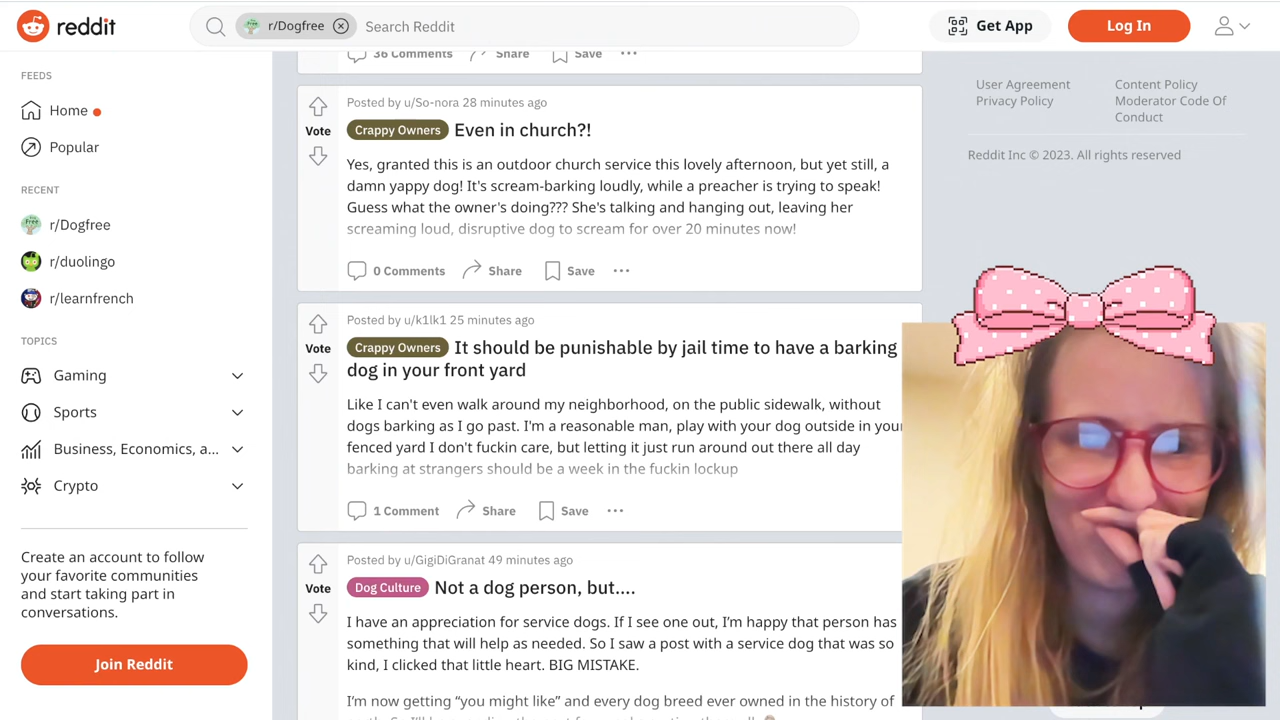 reddit
r/Dogfree
Search Reddit
Get App
Log In
FEEDS
Home
Popular
RECENT
r/Dogfree
r/duolingo
r/learnfrench
TOPICS
Gaming
Sports
Business, Economics, a...
Crypto
Create an account to follow
your favorite communities
and start taking part in
conversations.
Join Reddit
36 Comments Share Save
Posted by u/So-nora 28 minutes ago
Vote
Crappy Owners Even in church?!
Yes, granted this is an outdoor church service this lovely afternoon, but yet still, a
damn yappy dog! It's scream-barking loudly, while a preacher is trying to speak!
Guess what the owner's doing??? She's talking and hanging out, leaving her
screaming loud, disruptive dog to scream for over 20 minutes now!
0 Comments Share Save
Posted by u/k1lk1 25 minutes ago
Vote
Crappy Owners It should be punishable by jail time to have a barking
dog in your front yard
Like I can't even walk around my neighborhood, on the public sidewalk, without
dogs barking as I go past. I'm a reasonable man, play with your dog outside in your
fenced yard I don't fuckin care, but letting it just run around out there all day
barking at strangers should be a week in the fuckin lockup
1 Comment Share Save
Posted by u/GigiDiGranat 49 minutes ago
Vote
Dog Culture Not a dog person, but....
I have an appreciation for service dogs. If I see one out, I'm happy that person has
something that will help as needed. So I saw a post with a service dog that was so
kind, I clicked that little heart. BIG MISTAKE.
I'm now getting "you might like" and every dog breed ever owned in the history of
User Agreement
Privacy Policy
Content Policy
Moderator Code Of
Conduct
Reddit Inc © 2023. All rights reserved